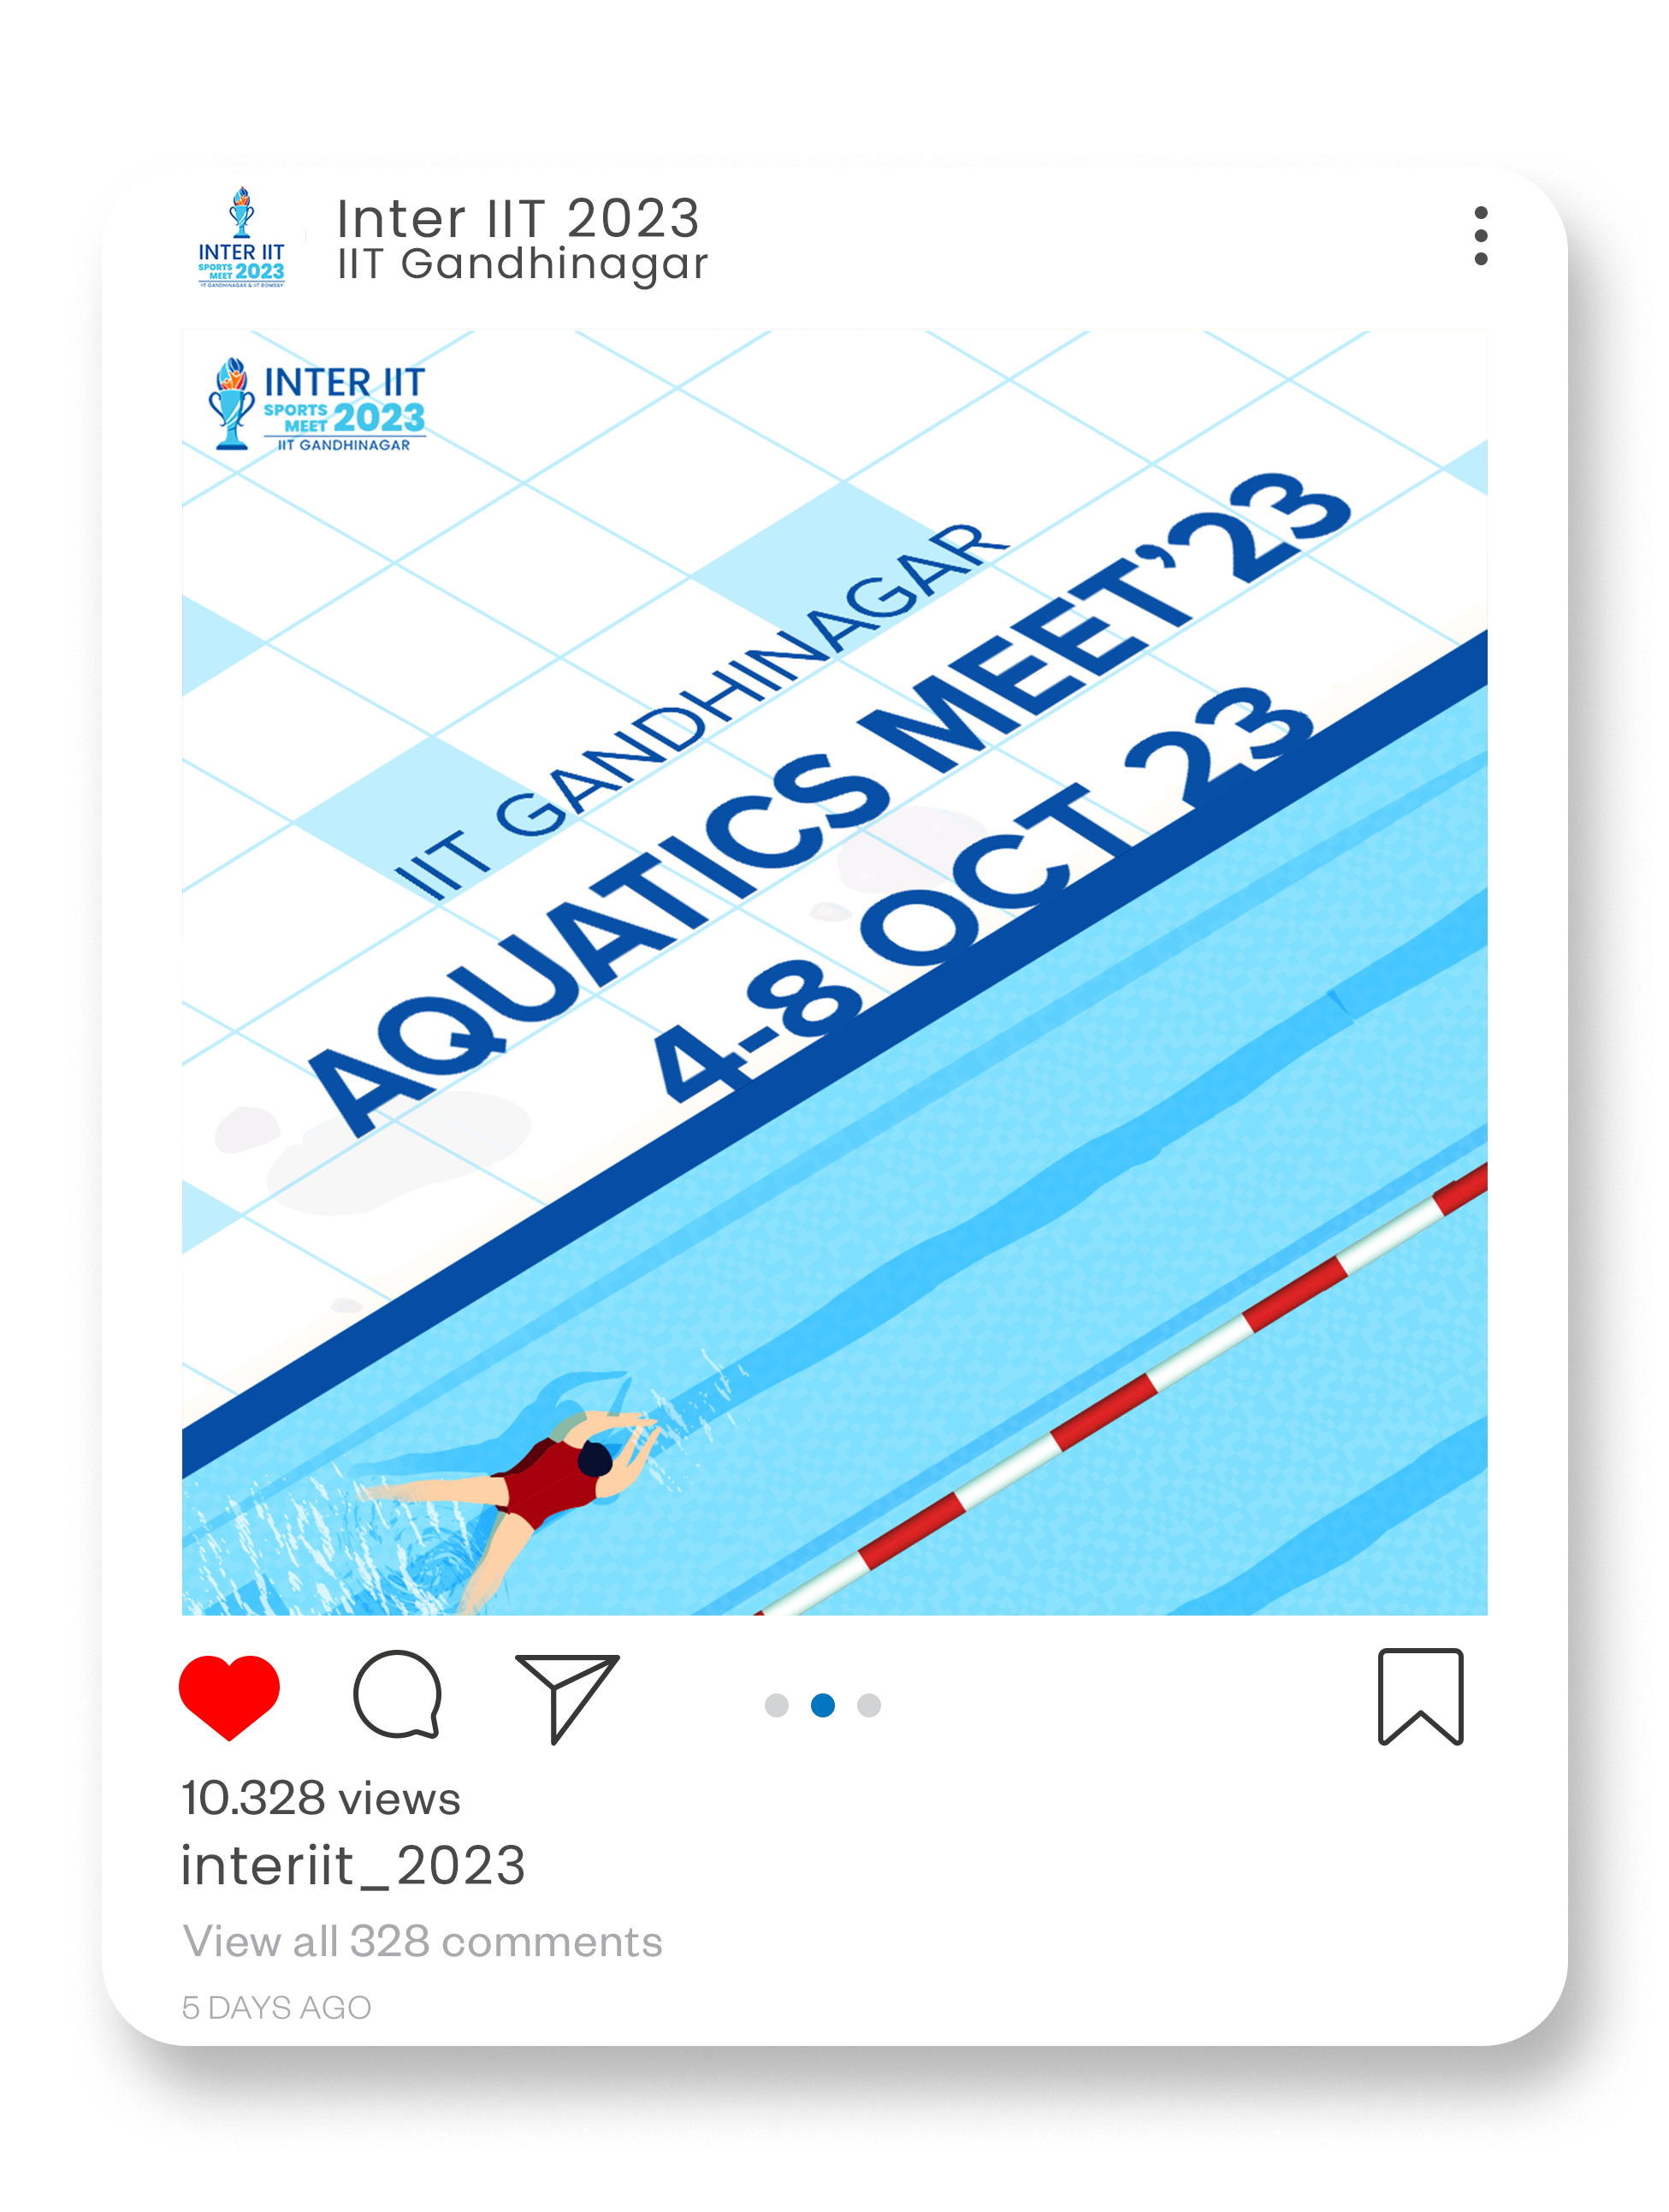 INTER IIT
SPORTS
MEET 2023
IIT GANDHINAGAR & IIT BOMBAY
Inter IIT 2023
IIT Gandhinagar
INTER IIT
SPORTS
MEET 2023
IIT GANDHINAGAR
IIT GANDHINAGAR
AQUATICS MEET'23
4-8 OCT 23
10.328 views
interiit_2023
View all 328 comments
5 DAYS AGO